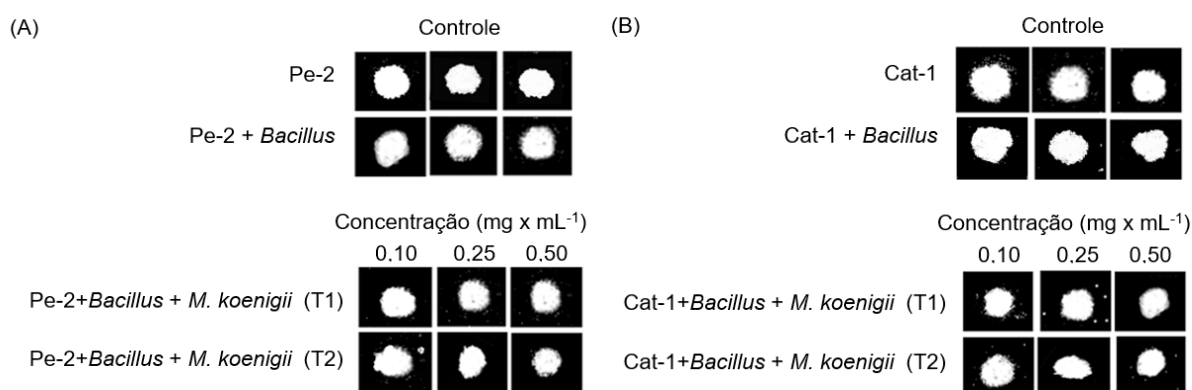 (A)
Controle
Pe-2
Pe-2 + Bacillus
Concentração (mg x mL-1)
0,10 0,25 0,50
Pe-2+Bacillus + M. koenigii (T1)
Pe-2+Bacillus + M. koenigii (T2)
(B)
Controle
Cat-1
Cat-1 + Bacillus
Concentração (mg x mL-1)
0,10 0,25 0,50
Cat-1+Bacillus + M. koenigii (T1)
Cat-1+Bacillus + M. koenigii (T2)